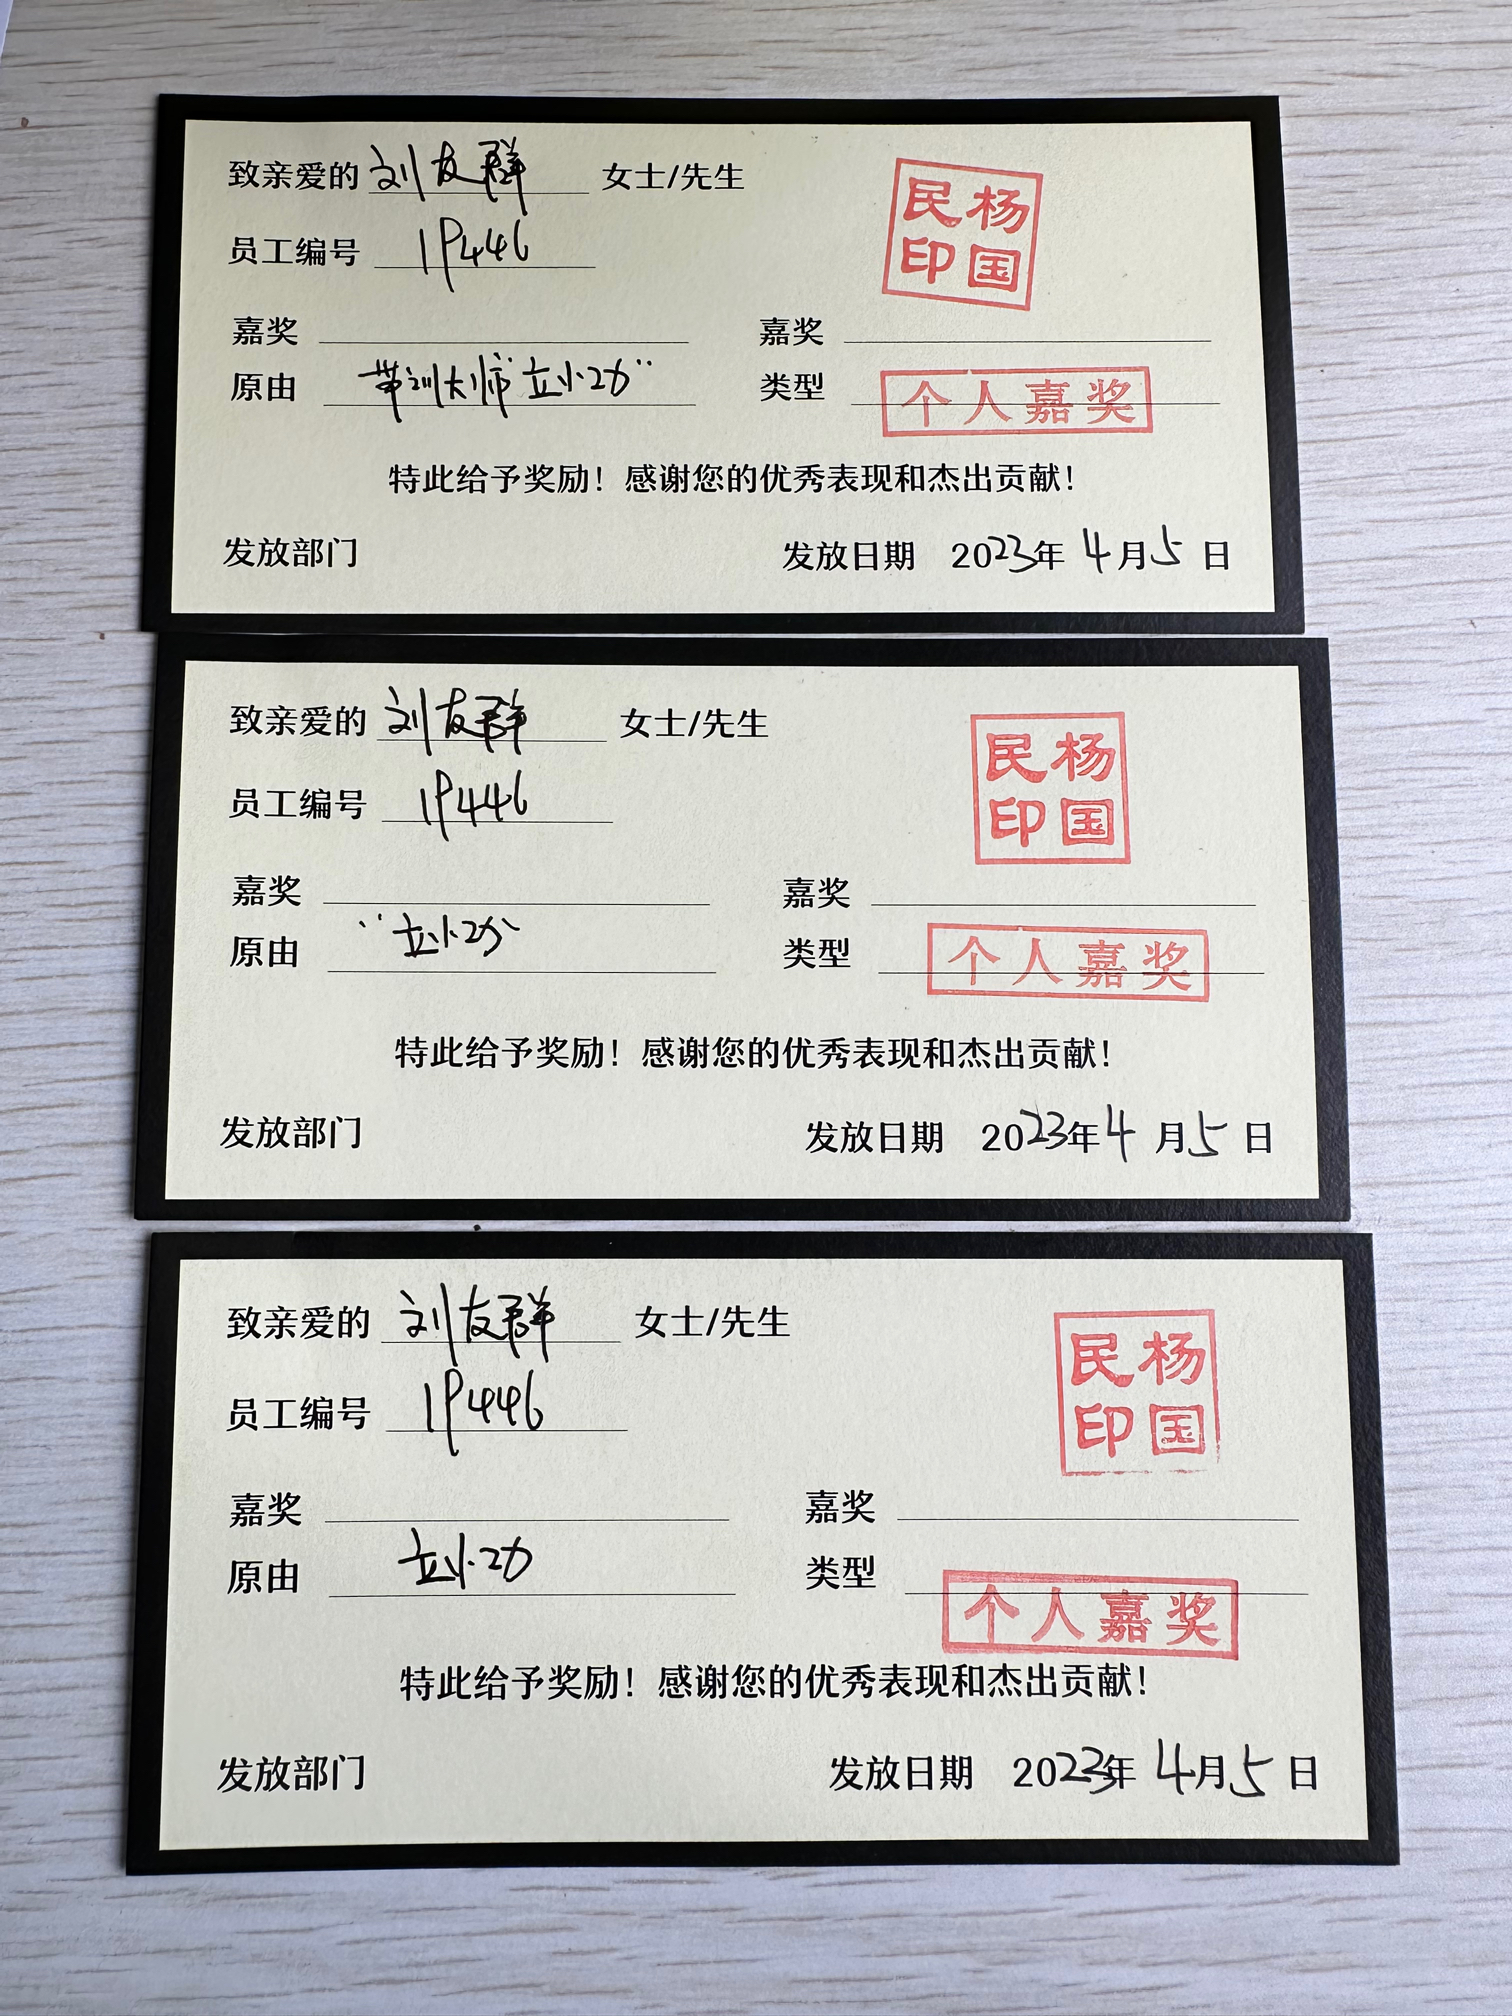 致亲爱的 刘友群 女士/先生
员工编号 19446
杨国民印
嘉奖 嘉奖
原由 带训大师“立小功” 类型 个人嘉奖
特此给予奖励！感谢您的优秀表现和杰出贡献！
发放部门 发放日期 2023年 4月5日
致亲爱的 刘友群 女士/先生
员工编号 19446
杨国民印
嘉奖 嘉奖
原由 “立小功” 类型 个人嘉奖
特此给予奖励！感谢您的优秀表现和杰出贡献！
发放部门 发放日期 2023年4月5日
致亲爱的 刘友群 女士/先生
员工编号 19446
杨国民印
嘉奖 嘉奖
原由 立小功 类型 个人嘉奖
特此给予奖励！感谢您的优秀表现和杰出贡献！
发放部门 发放日期 2023年 4月5日